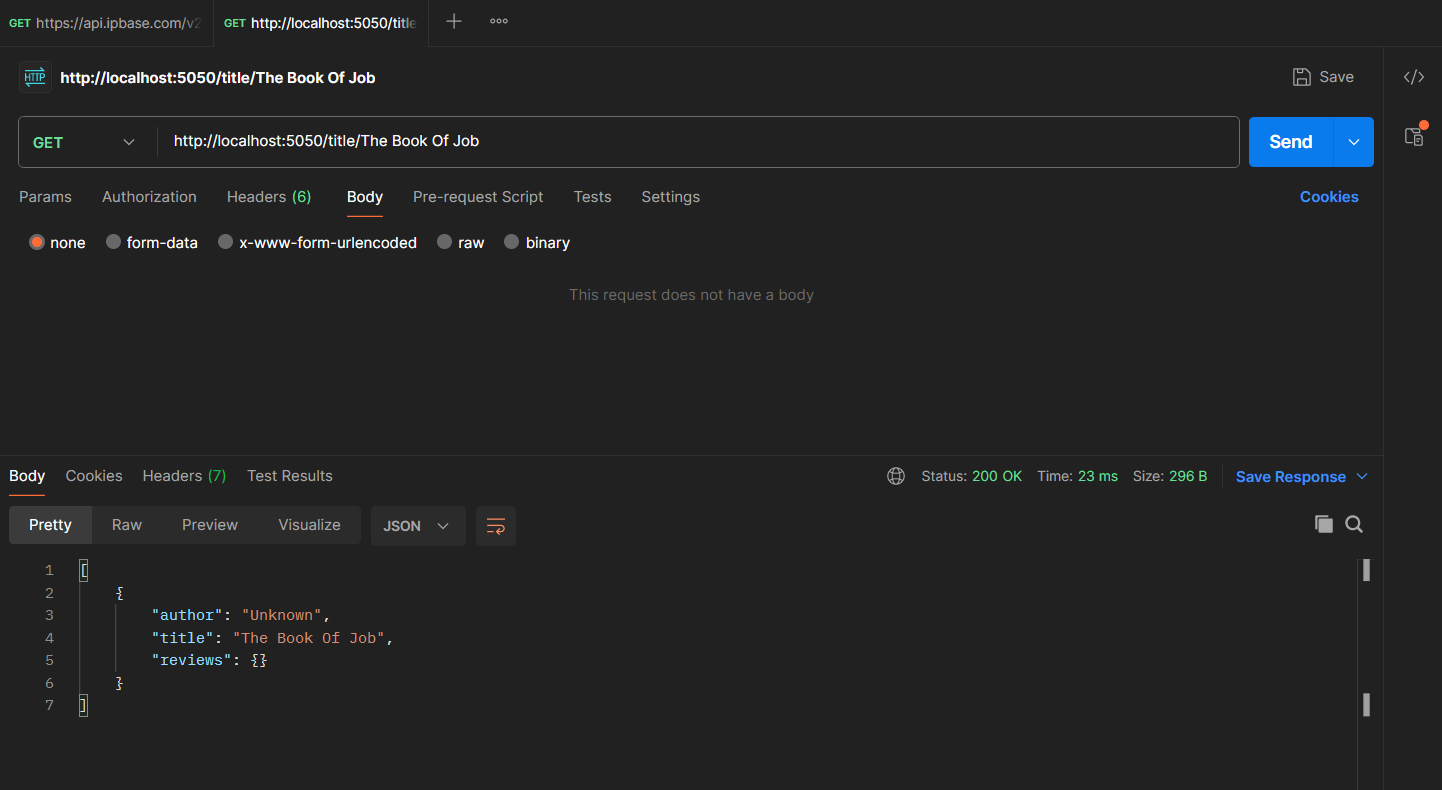 GET https://api.ipbase.com/v2 GET http://localhost:5050/title
HTTP http://localhost:5050/title/The Book Of Job Save
GET http://localhost:5050/title/The Book Of Job Send
Params Authorization Headers (6) Body Pre-request Script Tests Settings Cookies
none form-data x-www-form-urlencoded raw binary
This request does not have a body
Body Cookies Headers (7) Test Results Status: 200 OK Time: 23 ms Size: 296 B Save Response
Pretty Raw Preview Visualize JSON
1 [
2 {
3 "author": "Unknown",
4 "title": "The Book Of Job",
5 "reviews": {}
6 }
7 ]